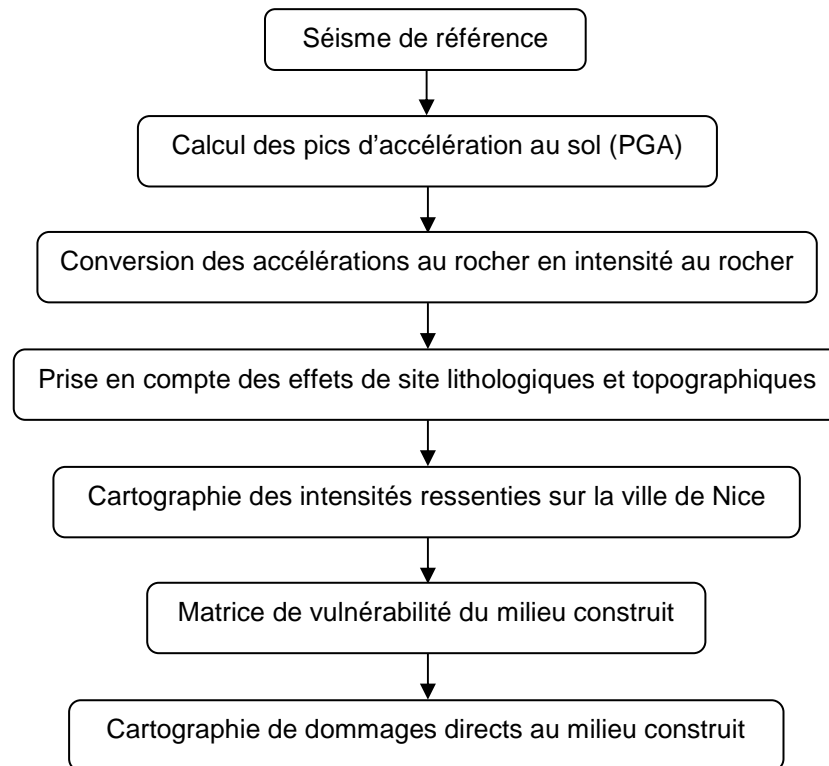 Séisme de référence
Calcul des pics d’accélération au sol (PGA)
Conversion des accélérations au rocher en intensité au rocher
Prise en compte des effets de site lithologiques et topographiques
Cartographie des intensités ressenties sur la ville de Nice
Matrice de vulnérabilité du milieu construit
Cartographie de dommages directs au milieu construit